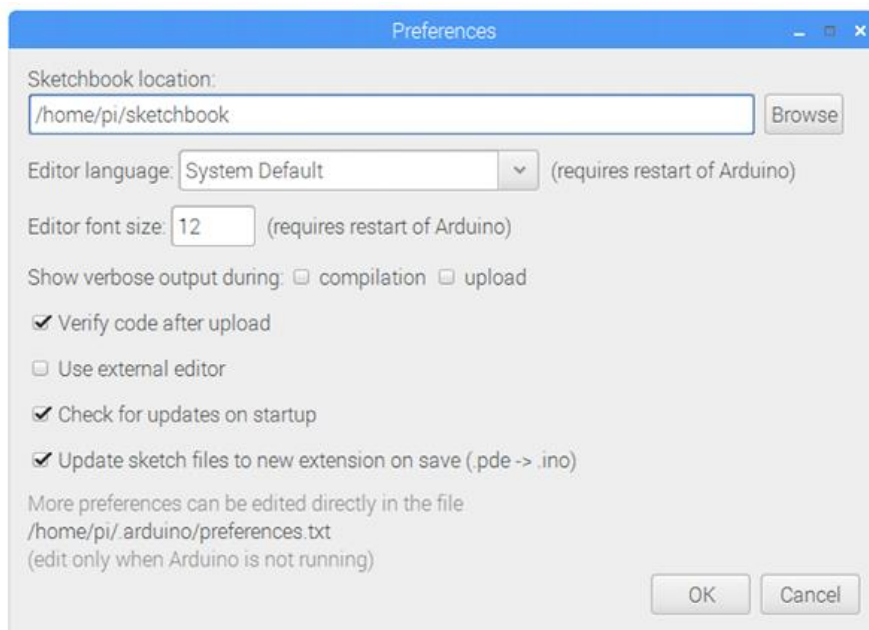 Preferences
Sketchbook location:
/home/pi/sketchbook Browse
Editor language: System Default (requires restart of Arduino)
Editor font size: 12 (requires restart of Arduino)
Show verbose output during: compilation upload
Verify code after upload
Use external editor
Check for updates on startup
Update sketch files to new extension on save (.pde -> .ino)
More preferences can be edited directly in the file
/home/pi/.arduino/preferences.txt
(edit only when Arduino is not running)
OK Cancel